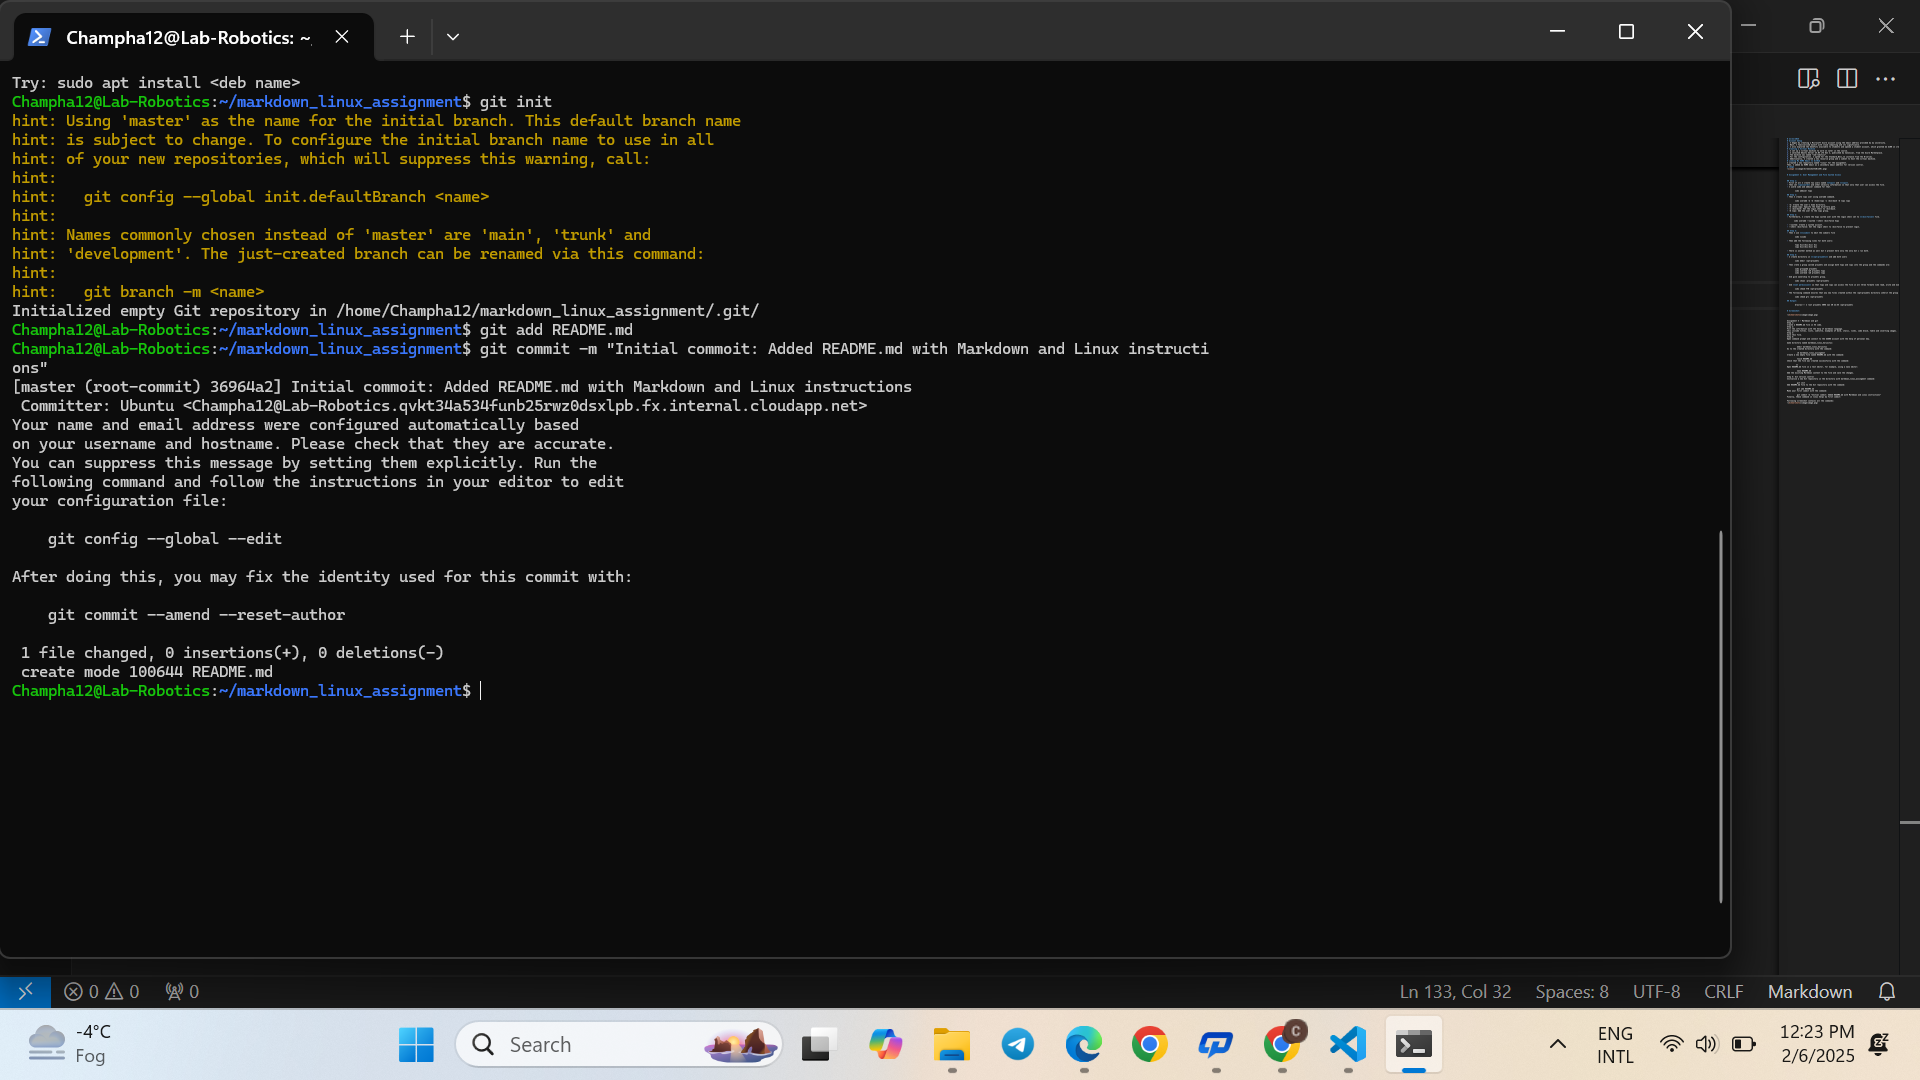 Champha12@Lab-Robotics: ~
Try: sudo apt install <deb name>
Champha12@Lab-Robotics:~/markdown_linux_assignment$ git init
hint: Using 'master' as the name for the initial branch. This default branch name
hint: is subject to change. To configure the initial branch name to use in all
hint: of your new repositories, which will suppress this warning, call:
hint:
hint:   git config --global init.defaultBranch <name>
hint:
hint: Names commonly chosen instead of 'master' are 'main', 'trunk' and
hint: 'development'. The just-created branch can be renamed via this command:
hint:
hint:   git branch -m <name>
Initialized empty Git repository in /home/Champha12/markdown_linux_assignment/.git/
Champha12@Lab-Robotics:~/markdown_linux_assignment$ git add README.md
Champha12@Lab-Robotics:~/markdown_linux_assignment$ git commit -m "Initial commoit: Added README.md with Markdown and Linux instructi
ons"
[master (root-commit) 36964a2] Initial commoit: Added README.md with Markdown and Linux instructions
 Committer: Ubuntu <Champha12@Lab-Robotics.qvkt34a534funb25rwz0dsxlpb.fx.internal.cloudapp.net>
Your name and email address were configured automatically based
on your username and hostname. Please check that they are accurate.
You can suppress this message by setting them explicitly. Run the
following command and follow the instructions in your editor to edit
your configuration file:
    git config --global --edit
After doing this, you may fix the identity used for this commit with:
    git commit --amend --reset-author
 1 file changed, 0 insertions(+), 0 deletions(-)
 create mode 100644 README.md
Champha12@Lab-Robotics:~/markdown_linux_assignment$
0 0 0
Ln 133, Col 32 Spaces: 8 UTF-8 CRLF Markdown
-4°C
Fog
Search
C
ENG
INTL
12:23 PM
2/6/2025